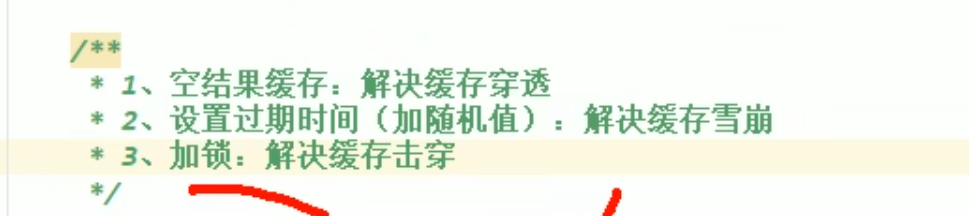 /**
* 1、空结果缓存：解决缓存穿透
* 2、设置过期时间（加随机值）：解决缓存雪崩
* 3、加锁：解决缓存击穿
*/